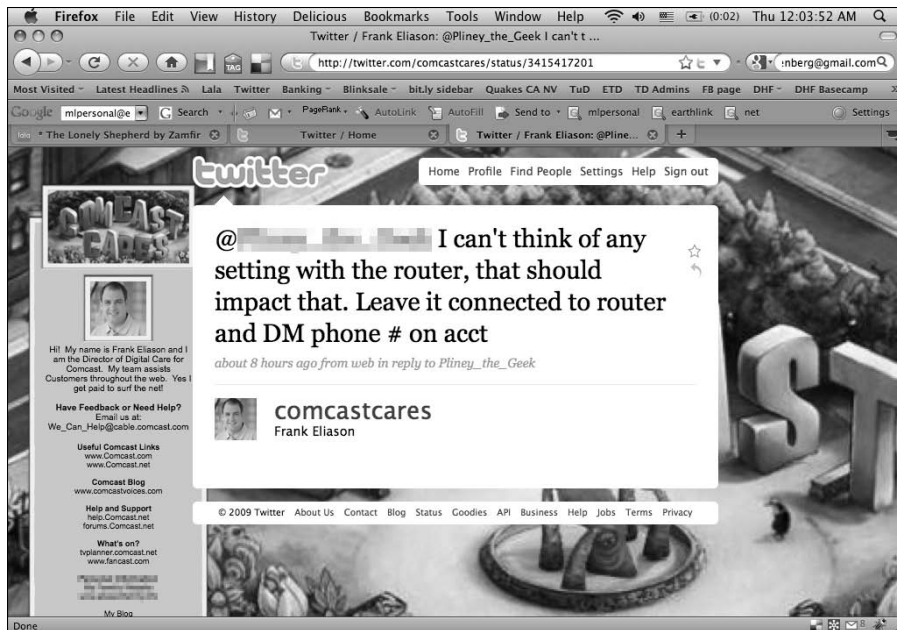 Firefox File Edit View History Delicious Bookmarks Tools Window Help (0:02) Thu 12:03:52 AM
Twitter / Frank Eliason: @Pliney_the_Geek I can't t ...
http://twitter.com/comcastcares/status/3415417201 :nberg@gmail.com
Most Visited Latest Headlines Lala Twitter Banking Blinksale bit.ly sidebar Quakes CA NV TuD ETD TD Admins FB page DHF DHF Basecamp
Google mlpersonal@e Search PageRank AutoLink AutoFill Send to mlpersonal earthlink net Settings
* The Lonely Shepherd by Zamfir Twitter / Home Twitter / Frank Eliason: @Pline...
twitter
Home Profile Find People Settings Help Sign out
COMCAST
CARES
Hi! My name is Frank Eliason and I
am the Director of Digital Care for
Comcast. My team assists
Customers throughout the web. Yes I
get paid to surf the net!
Have Feedback or Need Help?
Email us at:
We_Can_Help@cable.comcast.com
Useful Comcast Links
www.Comcast.com
www.Comcast.net
Comcast Blog
www.comcastvoices.com
Help and Support
help.Comcast.net
forums.Comcast.net
What's on?
tvplanner.comcast.net
www.fancast.com
My Blog
@ I can't think of any
setting with the router, that should
impact that. Leave it connected to router
and DM phone # on acct
about 8 hours ago from web in reply to Pliney_the_Geek
comcastcares
Frank Eliason
© 2009 Twitter About Us Contact Blog Status Goodies API Business Help Jobs Terms Privacy
AST
Done 8